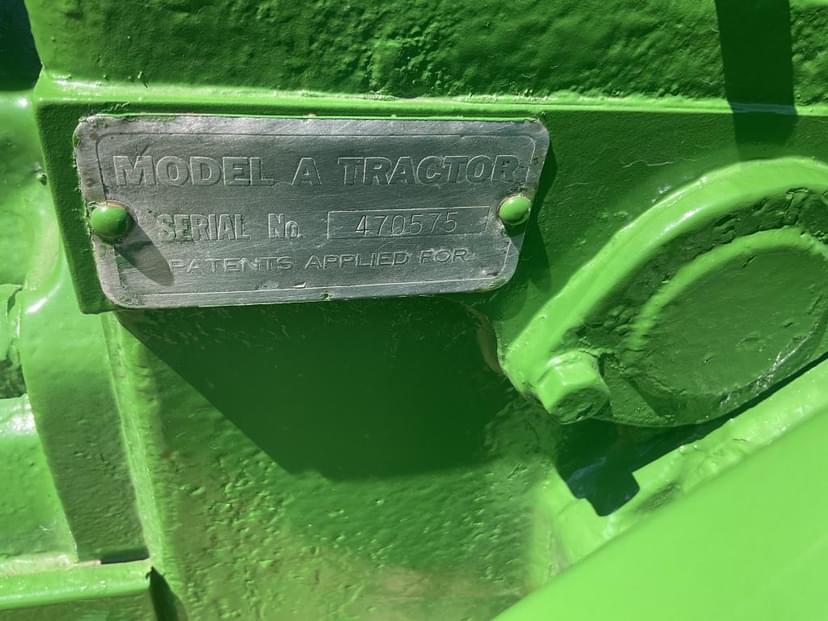 MODEL A TRACTOR
SERIAL No. 470575
PATENTS APPLIED FOR